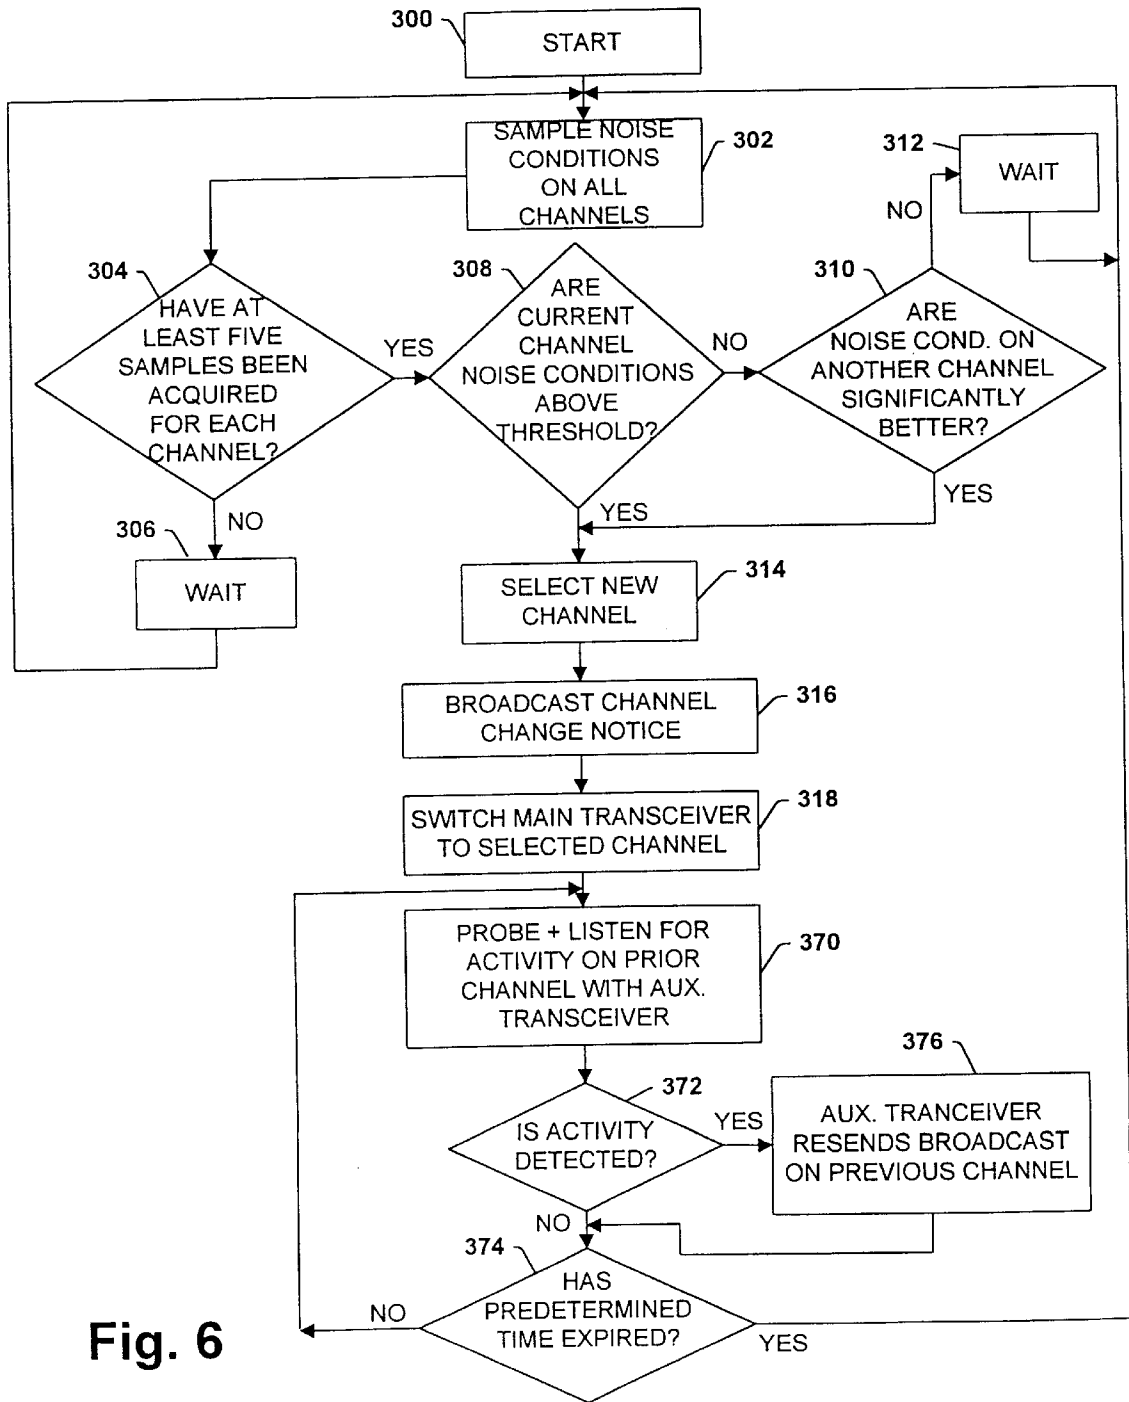 300
START
SAMPLE NOISE
CONDITIONS
ON ALL
CHANNELS
302
312
WAIT
NO
304
HAVE AT
LEAST FIVE
SAMPLES BEEN
ACQUIRED
FOR EACH
CHANNEL?
YES
308
ARE
CURRENT
CHANNEL
NOISE CONDITIONS
ABOVE
THRESHOLD?
NO
310
ARE
NOISE COND. ON
ANOTHER CHANNEL
SIGNIFICANTLY
BETTER?
YES
YES
NO
306
WAIT
SELECT NEW
CHANNEL
314
BROADCAST CHANNEL
CHANGE NOTICE
316
SWITCH MAIN TRANSCEIVER
TO SELECTED CHANNEL
318
PROBE + LISTEN FOR
ACTIVITY ON PRIOR
CHANNEL WITH AUX.
TRANSCEIVER
370
372
IS ACTIVITY
DETECTED?
YES
376
AUX. TRANCEIVER
RESENDS BROADCAST
ON PREVIOUS CHANNEL
NO
374
HAS
PREDETERMINED
TIME EXPIRED?
NO
YES
Fig. 6